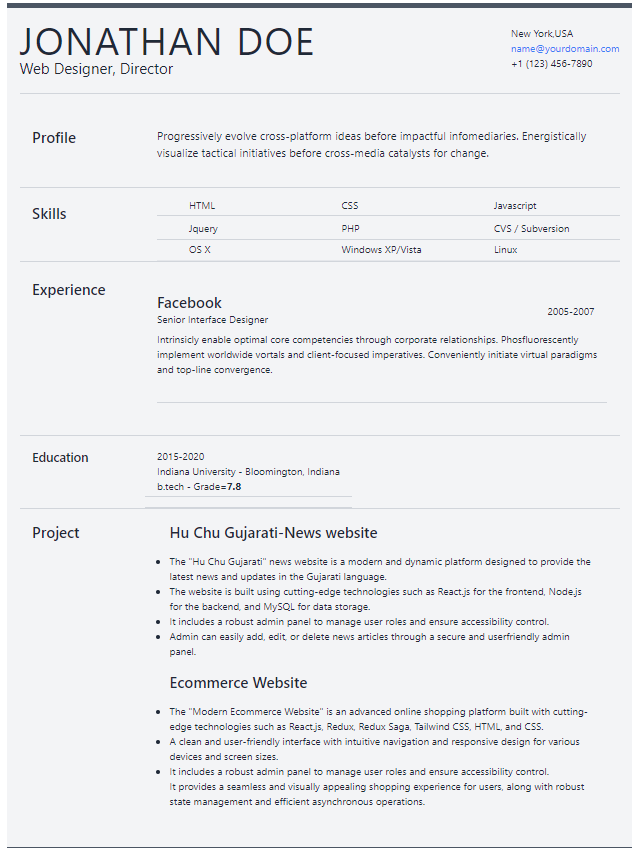 JONATHAN DOE
Web Designer, Director
New York,USA
name@yourdomain.com
+1 (123) 456-7890
Profile
Progressively evolve cross-platform ideas before impactful infomediaries. Energistically
visualize tactical initiatives before cross-media catalysts for change.
Skills
HTML CSS Javascript
Jquery PHP CVS / Subversion
OS X Windows XP/Vista Linux
Experience
Facebook
Senior Interface Designer
2005-2007
Intrinsicly enable optimal core competencies through corporate relationships. Phosfluorescently
implement worldwide vortals and client-focused imperatives. Conveniently initiate virtual paradigms
and top-line convergence.
Education
2015-2020
Indiana University - Bloomington, Indiana
b.tech - Grade=7.8
Project
Hu Chu Gujarati-News website
• The "Hu Chu Gujarati" news website is a modern and dynamic platform designed to provide the
latest news and updates in the Gujarati language.
• The website is built using cutting-edge technologies such as React.js for the frontend, Node.js
for the backend, and MySQL for data storage.
• It includes a robust admin panel to manage user roles and ensure accessibility control.
• Admin can easily add, edit, or delete news articles through a secure and userfriendly admin
panel.
Ecommerce Website
• The "Modern Ecommerce Website" is an advanced online shopping platform built with cutting-
edge technologies such as React.js, Redux, Redux Saga, Tailwind CSS, HTML, and CSS.
• A clean and user-friendly interface with intuitive navigation and responsive design for various
devices and screen sizes.
• It includes a robust admin panel to manage user roles and ensure accessibility control.
It provides a seamless and visually appealing shopping experience for users, along with robust
state management and efficient asynchronous operations.